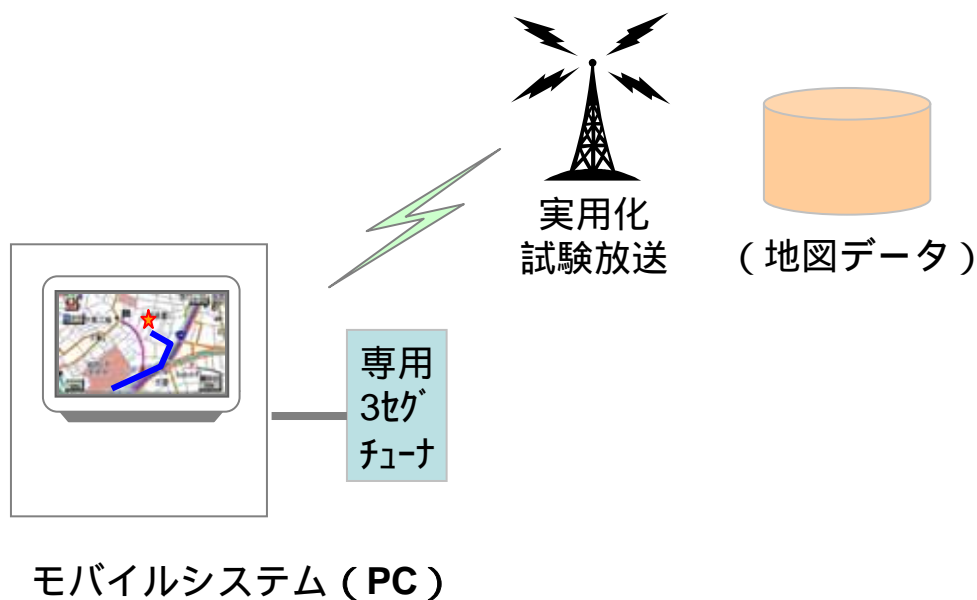 実用化
試験放送
（地図データ）
専用
3ｾｸﾞ
ﾁｭｰﾅ
モバイルシステム（PC）